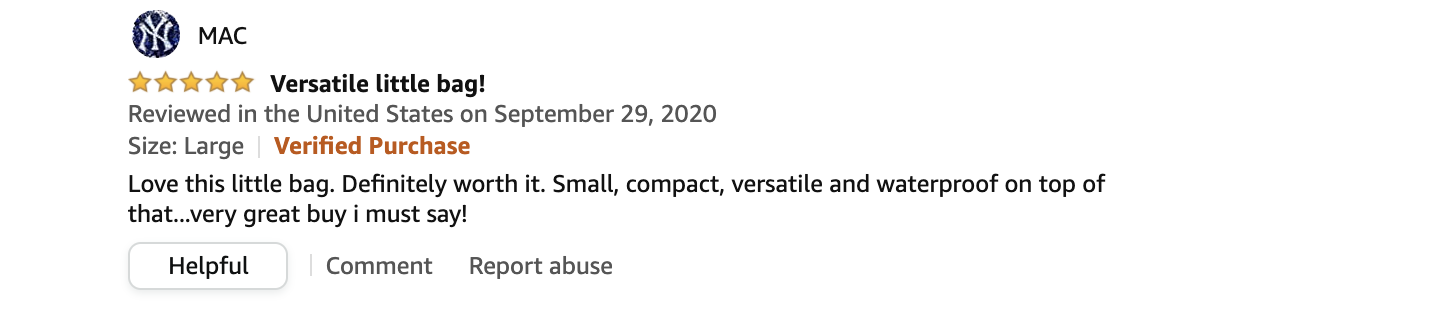 MAC
Versatile little bag!
Reviewed in the United States on September 29, 2020
Size: Large | Verified Purchase
Love this little bag. Definitely worth it. Small, compact, versatile and waterproof on top of
that...very great buy i must say!
Helpful | Comment Report abuse